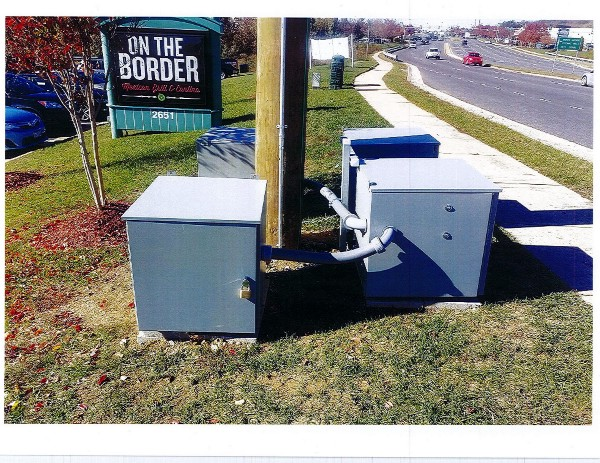 ON THE
BORDER
Mexican Grill & Cantina
2651